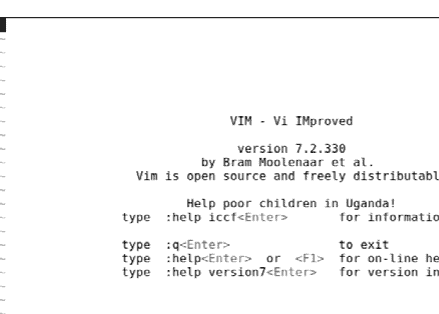 VIM - Vi IMproved
version 7.2.330
by Bram Moolenaar et al.
Vim is open source and freely distributabl
Help poor children in Uganda!
type :help iccf<Enter> for informatio
type :q<Enter> to exit
type :help<Enter> or <F1> for on-line he
type :help version7<Enter> for version in